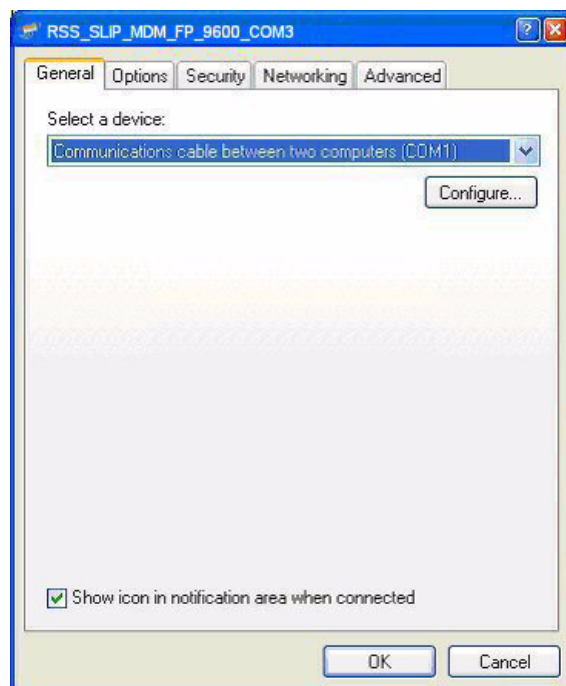 RSS_SLIP_MDM_FP_9600_COM3
General Options Security Networking Advanced
Select a device:
Communications cable between two computers (COM1)
Configure...
Show icon in notification area when connected
OK Cancel